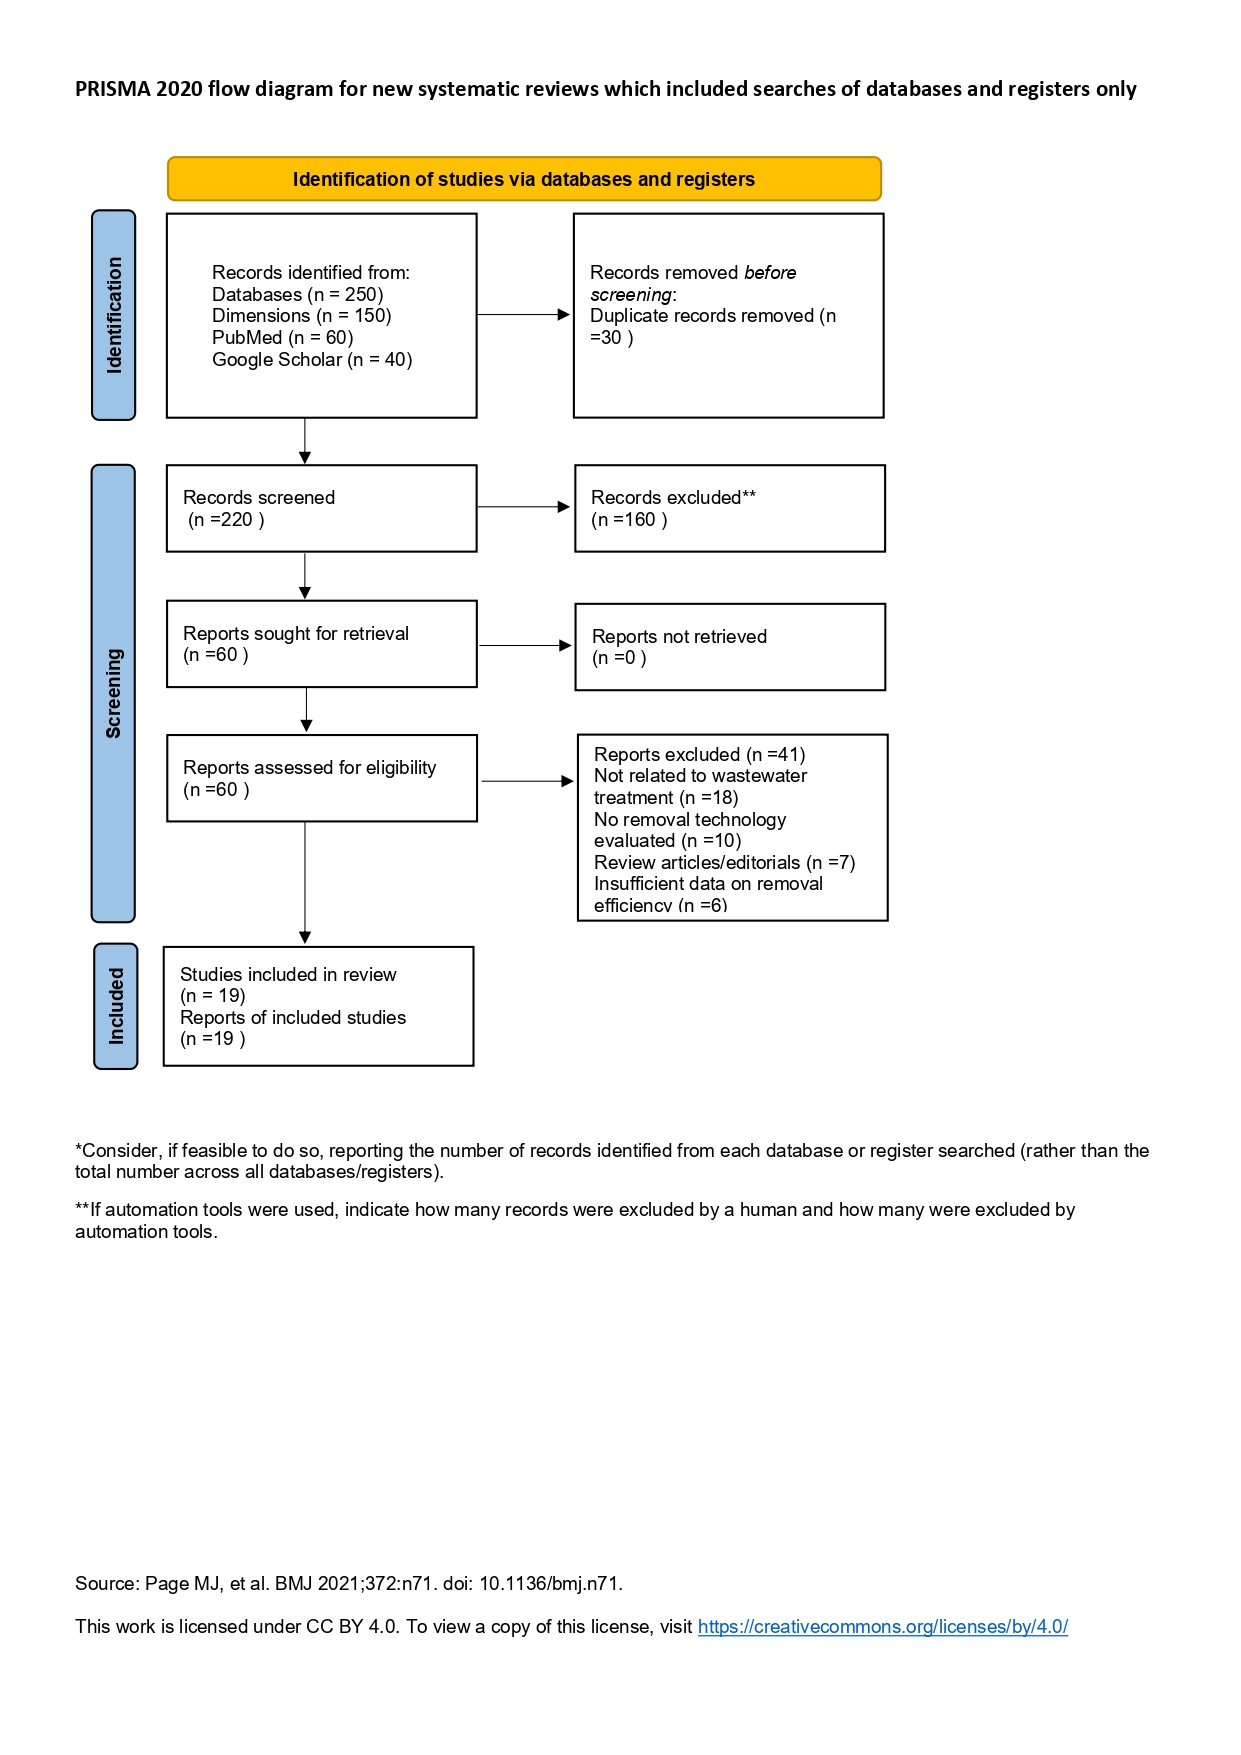 PRISMA 2020 flow diagram for new systematic reviews which included searches of databases and registers only
Identification of studies via databases and registers
Identification
Records identified from:
Databases (n = 250)
Dimensions (n = 150)
PubMed (n = 60)
Google Scholar (n = 40)
Records removed before
screening:
Duplicate records removed (n
=30 )
Screening
Records screened
(n =220 )
Records excluded**
(n =160 )
Reports sought for retrieval
(n =60 )
Reports not retrieved
(n =0 )
Reports assessed for eligibility
(n =60 )
Reports excluded (n =41)
Not related to wastewater
treatment (n =18)
No removal technology
evaluated (n =10)
Review articles/editorials (n =7)
Insufficient data on removal
efficiency (n =6)
Included
Studies included in review
(n = 19)
Reports of included studies
(n =19 )
*Consider, if feasible to do so, reporting the number of records identified from each database or register searched (rather than the
total number across all databases/registers).
**If automation tools were used, indicate how many records were excluded by a human and how many were excluded by
automation tools.
Source: Page MJ, et al. BMJ 2021;372:n71. doi: 10.1136/bmj.n71.
This work is licensed under CC BY 4.0. To view a copy of this license, visit https://creativecommons.org/licenses/by/4.0/